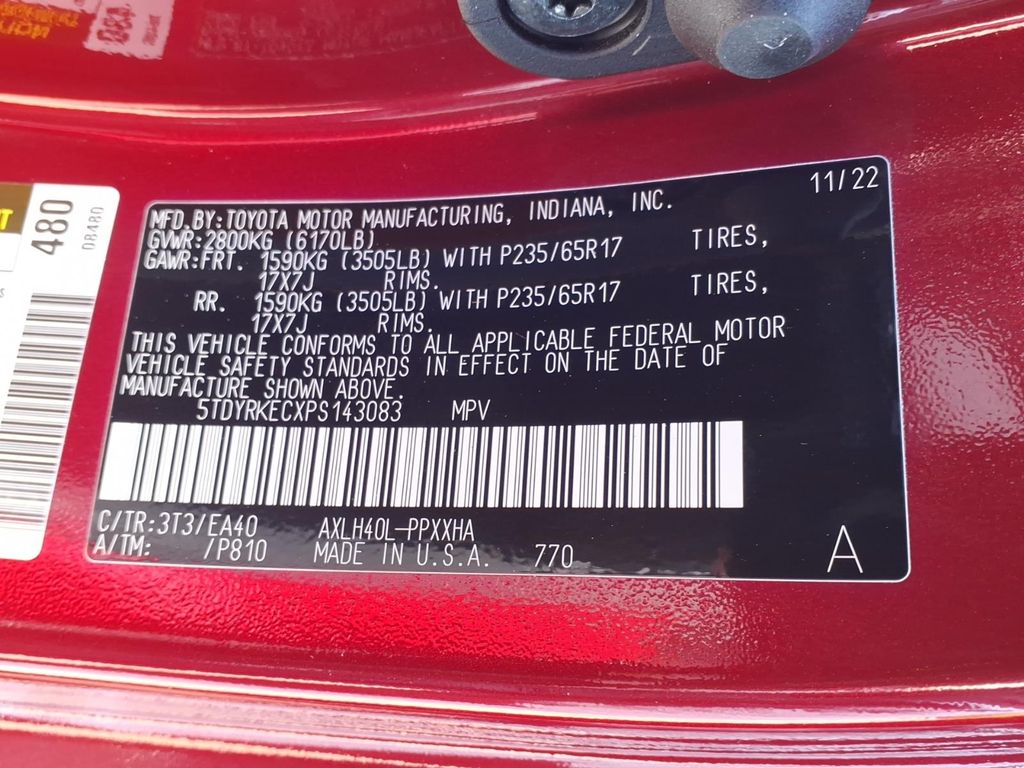 480
08480
11/22
MFD.BY:TOYOTA MOTOR MANUFACTURING, INDIANA, INC.
GVWR:2800KG (6170LB)
GAWR:FRT. 1590KG (3505LB) WITH P235/65R17 TIRES,
17X7J RIMS.
RR. 1590KG (3505LB) WITH P235/65R17 TIRES,
17X7J RIMS.
THIS VEHICLE CONFORMS TO ALL APPLICABLE FEDERAL MOTOR
VEHICLE SAFETY STANDARDS IN EFFECT ON THE DATE OF
MANUFACTURE SHOWN ABOVE.
5TDYRKECXPS143083 MPV
C/TR:3T3/EA40 AXLH40L-PPXXHA
A/TM: /P810 MADE IN U.S.A. 770
A